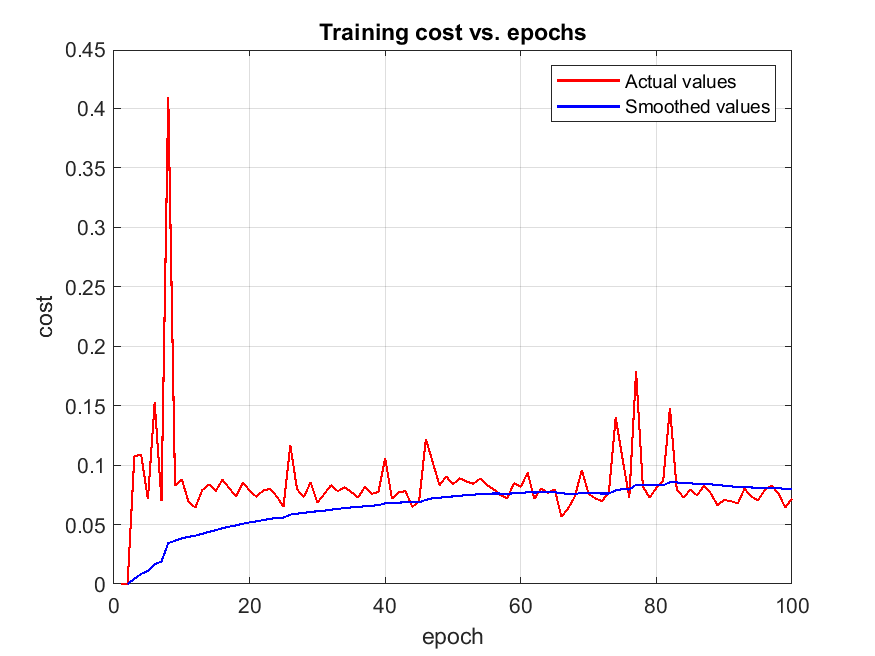 Training cost vs. epochs
0.45
0.4
0.35
0.3
0.25
0.2
0.15
0.1
0.05
0
cost
Actual values
Smoothed values
0 20 40 60 80 100
epoch